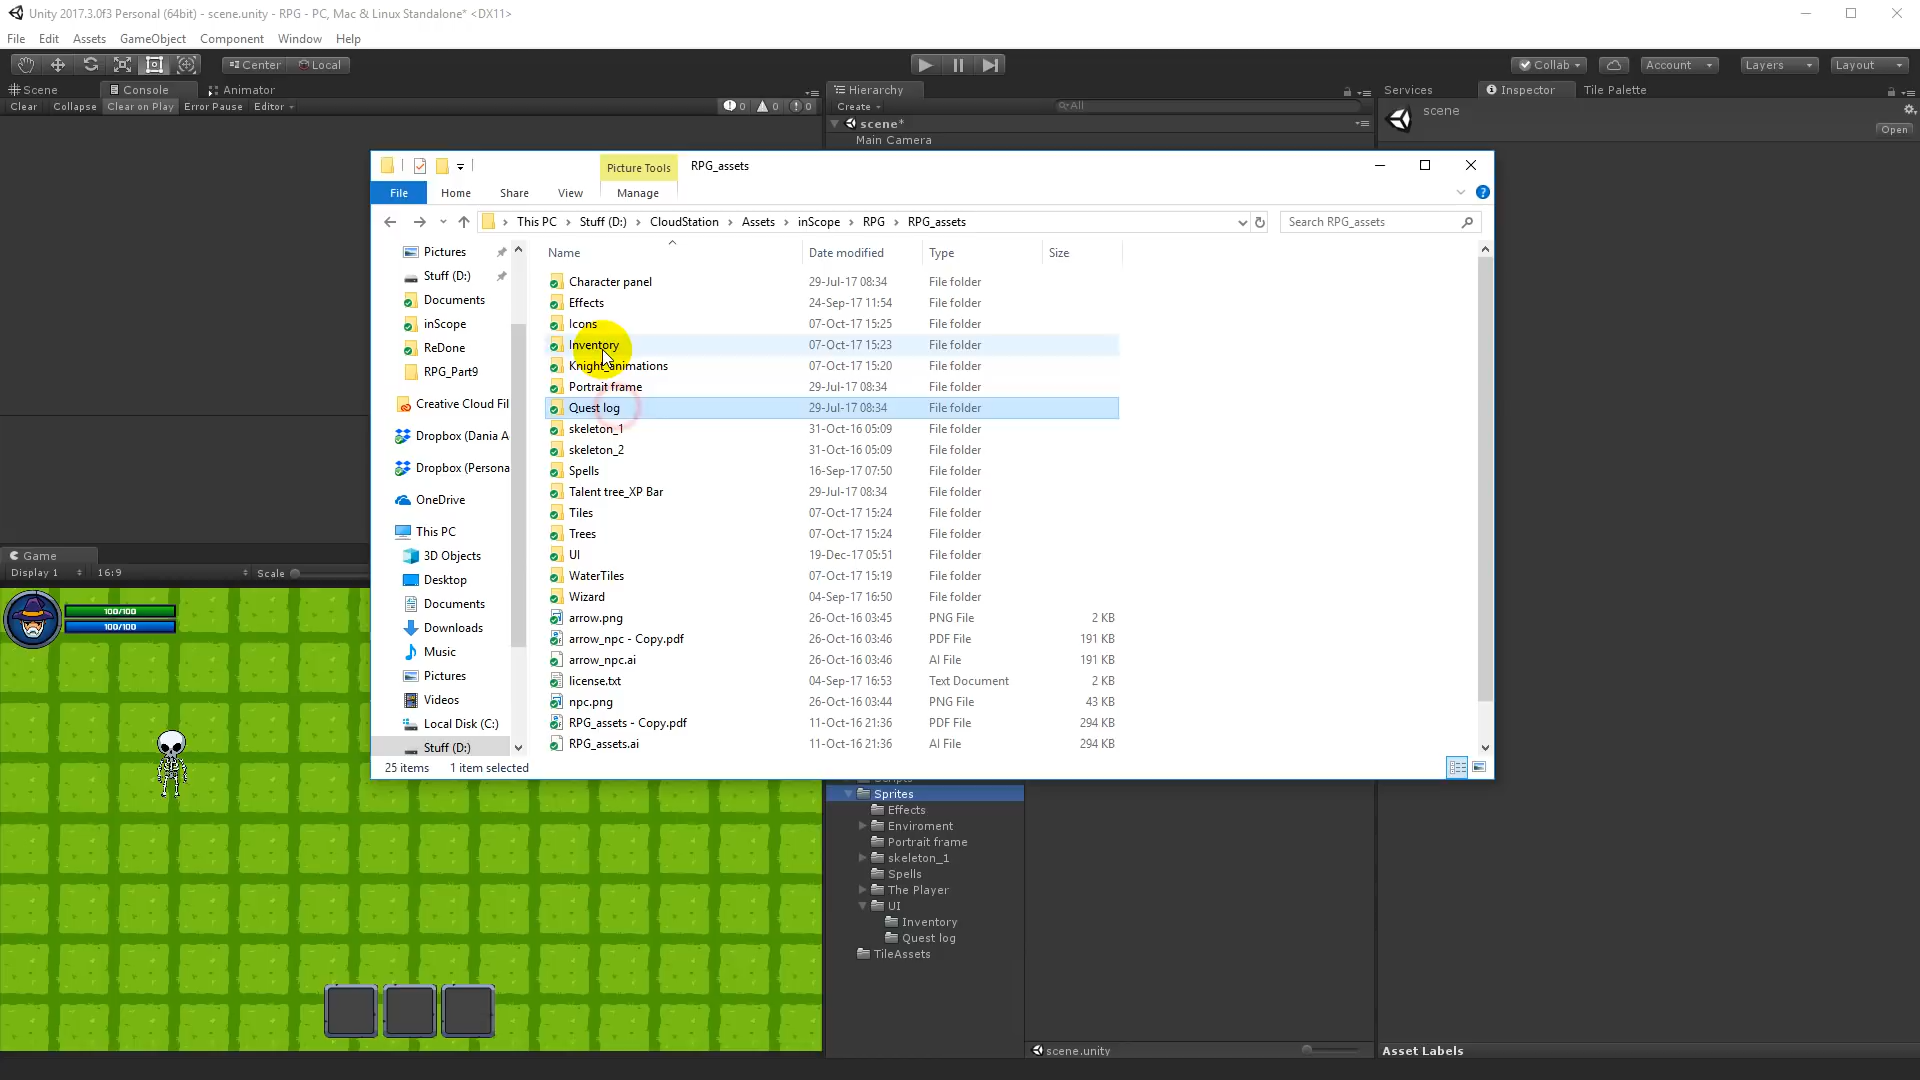 Unity 2017.3.0f3 Personal (64bit) - scene.unity - RPG - PC, Mac & Linux Standalone* <DX11>
File Edit Assets GameObject Component Window Help
Center Local
Collab Account Layers Layout
Scene Console Animator
Clear Collapse Clear on Play Error Pause Editor
0 0 0
Hierarchy
Create All
scene*
Main Camera
Services Inspector Tile Palette
scene
Open
Picture Tools RPG_assets
File Home Share View Manage
This PC Stuff (D:) CloudStation Assets inScope RPG RPG_assets
Search RPG_assets
Pictures
Stuff (D:)
Documents
inScope
ReDone
RPG_Part9
Creative Cloud Fil
Dropbox (Dania A
Dropbox (Persona
OneDrive
This PC
3D Objects
Desktop
Documents
Downloads
Music
Pictures
Videos
Local Disk (C:)
Stuff (D:)
Name Date modified Type Size
Character panel 29-Jul-17 08:34 File folder
Effects 24-Sep-17 11:54 File folder
Icons 07-Oct-17 15:25 File folder
Inventory 07-Oct-17 15:23 File folder
Knight_animations 07-Oct-17 15:20 File folder
Portrait frame 29-Jul-17 08:34 File folder
Quest log 29-Jul-17 08:34 File folder
skeleton_1 31-Oct-16 05:09 File folder
skeleton_2 31-Oct-16 05:09 File folder
Spells 16-Sep-17 07:50 File folder
Talent tree_XP Bar 29-Jul-17 08:34 File folder
Tiles 07-Oct-17 15:24 File folder
Trees 07-Oct-17 15:24 File folder
UI 19-Dec-17 05:51 File folder
WaterTiles 07-Oct-17 15:19 File folder
Wizard 04-Sep-17 16:50 File folder
arrow.png 26-Oct-16 03:45 PNG File 2 KB
arrow_npc - Copy.pdf 26-Oct-16 03:46 PDF File 191 KB
arrow_npc.ai 26-Oct-16 03:46 AI File 191 KB
license.txt 04-Sep-17 16:53 Text Document 2 KB
npc.png 26-Oct-16 03:44 PNG File 43 KB
RPG_assets - Copy.pdf 11-Oct-16 21:36 PDF File 294 KB
RPG_assets.ai 11-Oct-16 21:36 AI File 294 KB
25 items 1 item selected
Game
Display 1 16:9 Scale
100/100
100/100
Scripts
Sprites
Effects
Enviroment
Portrait frame
skeleton_1
Spells
The Player
UI
Inventory
Quest log
TileAssets
scene.unity
Asset Labels